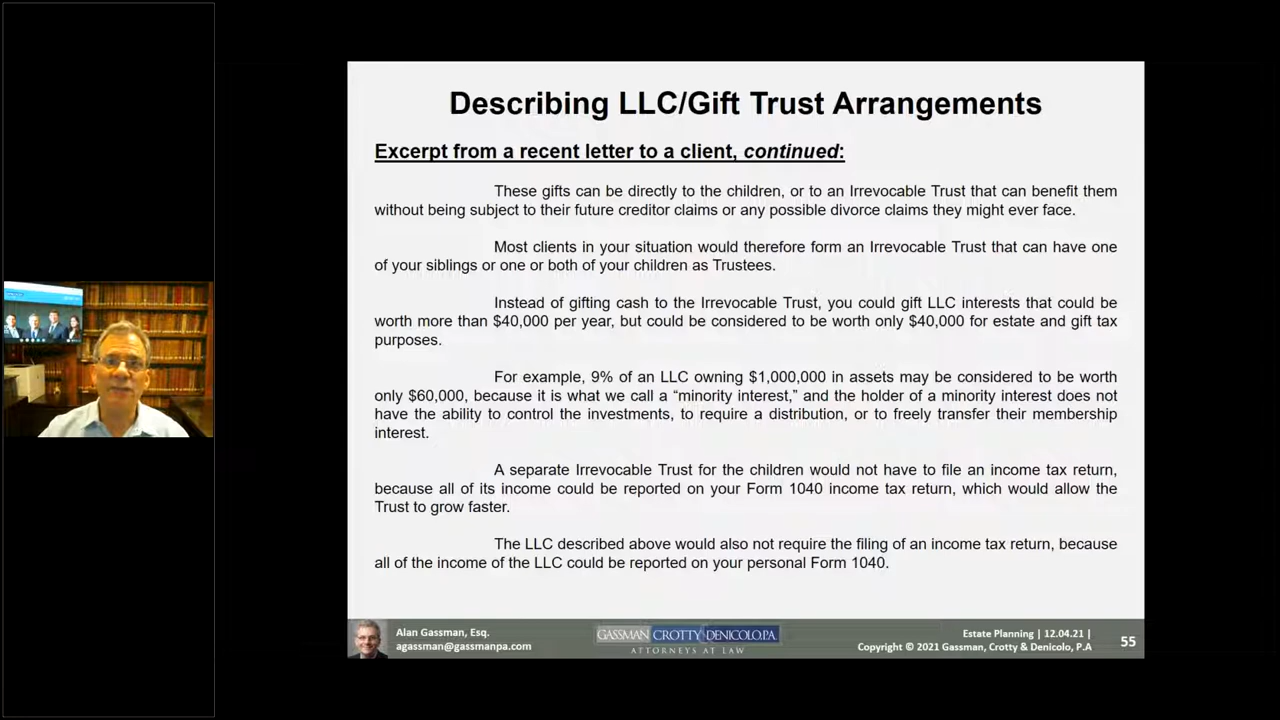 Describing LLC/Gift Trust Arrangements
Excerpt from a recent letter to a client, continued:
These gifts can be directly to the children, or to an Irrevocable Trust that can benefit them
without being subject to their future creditor claims or any possible divorce claims they might ever face.
Most clients in your situation would therefore form an Irrevocable Trust that can have one
of your siblings or one or both of your children as Trustees.
Instead of gifting cash to the Irrevocable Trust, you could gift LLC interests that could be
worth more than $40,000 per year, but could be considered to be worth only $40,000 for estate and gift tax
purposes.
For example, 9% of an LLC owning $1,000,000 in assets may be considered to be worth
only $60,000, because it is what we call a “minority interest,” and the holder of a minority interest does not
have the ability to control the investments, to require a distribution, or to freely transfer their membership
interest.
A separate Irrevocable Trust for the children would not have to file an income tax return,
because all of its income could be reported on your Form 1040 income tax return, which would allow the
Trust to grow faster.
The LLC described above would also not require the filing of an income tax return, because
all of the income of the LLC could be reported on your personal Form 1040.
Alan Gassman, Esq.
agassman@gassmanpa.com
GASSMAN CROTTY DENICOLO, P.A.
ATTORNEYS AT LAW
Estate Planning | 12.04.21 |
Copyright © 2021 Gassman, Crotty & Denicolo, P.A
55